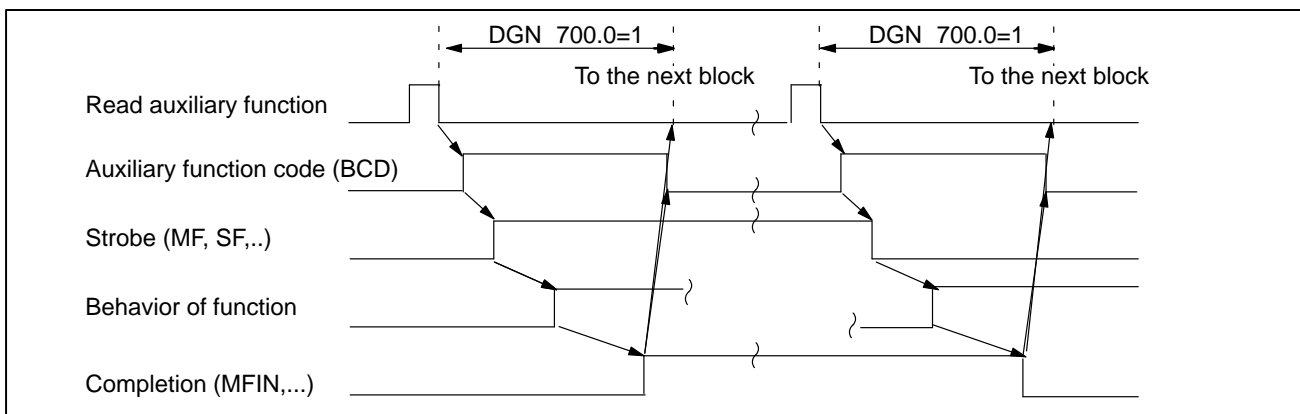 DGN 700.0=1 DGN 700.0=1
To the next block To the next block
Read auxiliary function
Auxiliary function code (BCD)
Strobe (MF, SF,..)
Behavior of function
Completion (MFIN,...)